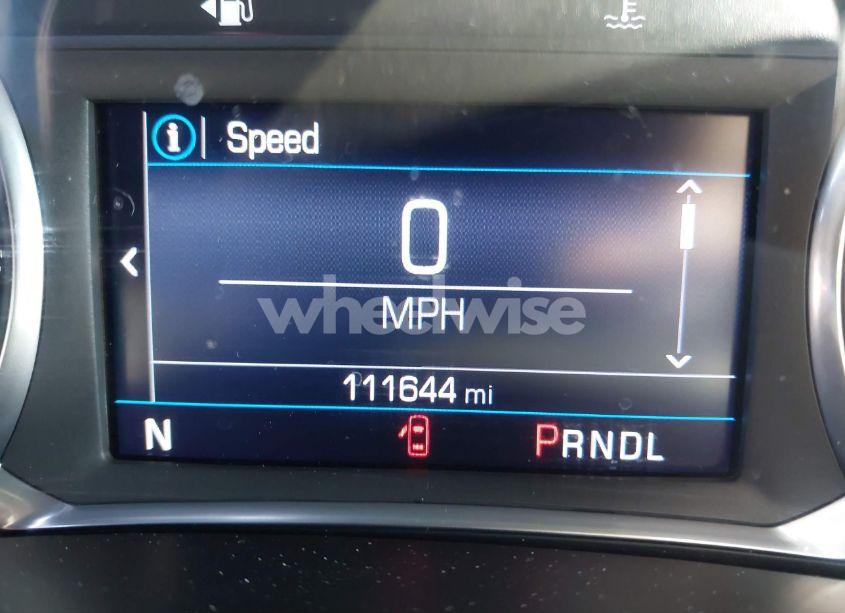 Speed
0
MPH
wheelwise
111644 mi
N PRNDL